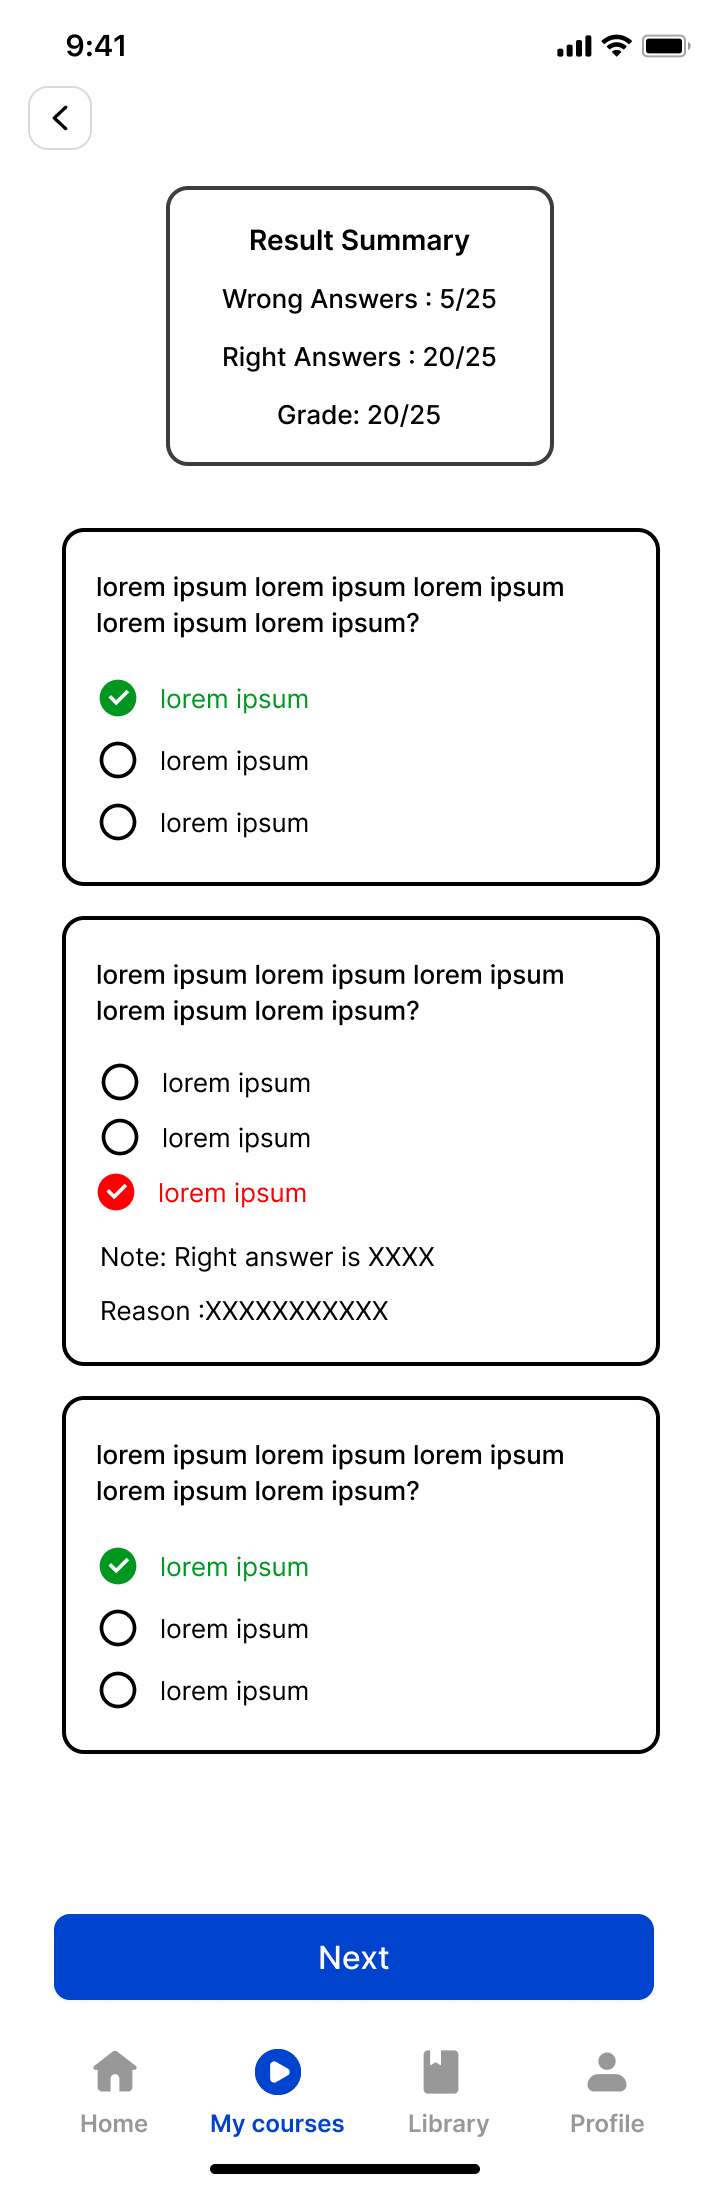 9:41
Result Summary
Wrong Answers : 5/25
Right Answers : 20/25
Grade: 20/25
lorem ipsum lorem ipsum lorem ipsum
lorem ipsum lorem ipsum?
lorem ipsum
lorem ipsum
lorem ipsum
lorem ipsum lorem ipsum lorem ipsum
lorem ipsum lorem ipsum?
lorem ipsum
lorem ipsum
lorem ipsum
Note: Right answer is XXXX
Reason :XXXXXXXXXXX
lorem ipsum lorem ipsum lorem ipsum
lorem ipsum lorem ipsum?
lorem ipsum
lorem ipsum
lorem ipsum
Next
Home My courses Library Profile